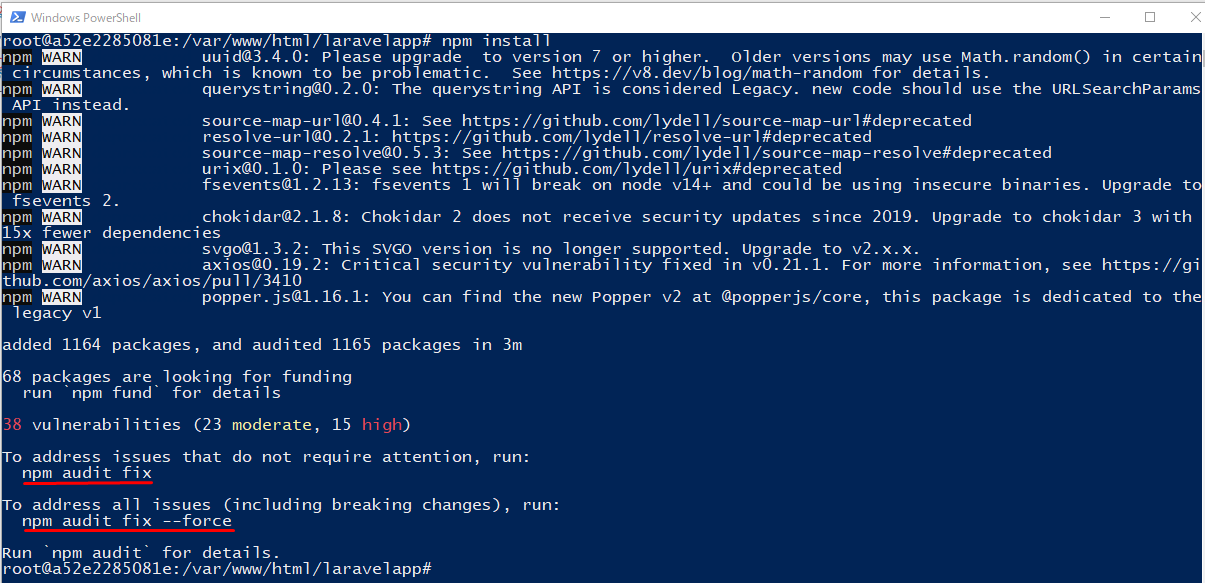 Windows PowerShell
root@a52e2285081e:/var/www/html/laravelapp# npm install
npm WARN uuid@3.4.0: Please upgrade  to version 7 or higher.  Older versions may use Math.random() in certain
circumstances, which is known to be problematic.  See https://v8.dev/blog/math-random for details.
npm WARN querystring@0.2.0: The querystring API is considered Legacy. new code should use the URLSearchParams
API instead.
npm WARN source-map-url@0.4.1: See https://github.com/lydell/source-map-url#deprecated
npm WARN resolve-url@0.2.1: https://github.com/lydell/resolve-url#deprecated
npm WARN source-map-resolve@0.5.3: See https://github.com/lydell/source-map-resolve#deprecated
npm WARN urix@0.1.0: Please see https://github.com/lydell/urix#deprecated
npm WARN fsevents@1.2.13: fsevents 1 will break on node v14+ and could be using insecure binaries. Upgrade to
fsevents 2.
npm WARN chokidar@2.1.8: Chokidar 2 does not receive security updates since 2019. Upgrade to chokidar 3 with
15x fewer dependencies
npm WARN svgo@1.3.2: This SVGO version is no longer supported. Upgrade to v2.x.x.
npm WARN axios@0.19.2: Critical security vulnerability fixed in v0.21.1. For more information, see https://gi
thub.com/axios/axios/pull/3410
npm WARN popper.js@1.16.1: You can find the new Popper v2 at @popperjs/core, this package is dedicated to the
legacy v1
added 1164 packages, and audited 1165 packages in 3m
68 packages are looking for funding
run `npm fund` for details
38 vulnerabilities (23 moderate, 15 high)
To address issues that do not require attention, run:
npm audit fix
To address all issues (including breaking changes), run:
npm audit fix --force
Run `npm audit` for details.
root@a52e2285081e:/var/www/html/laravelapp#